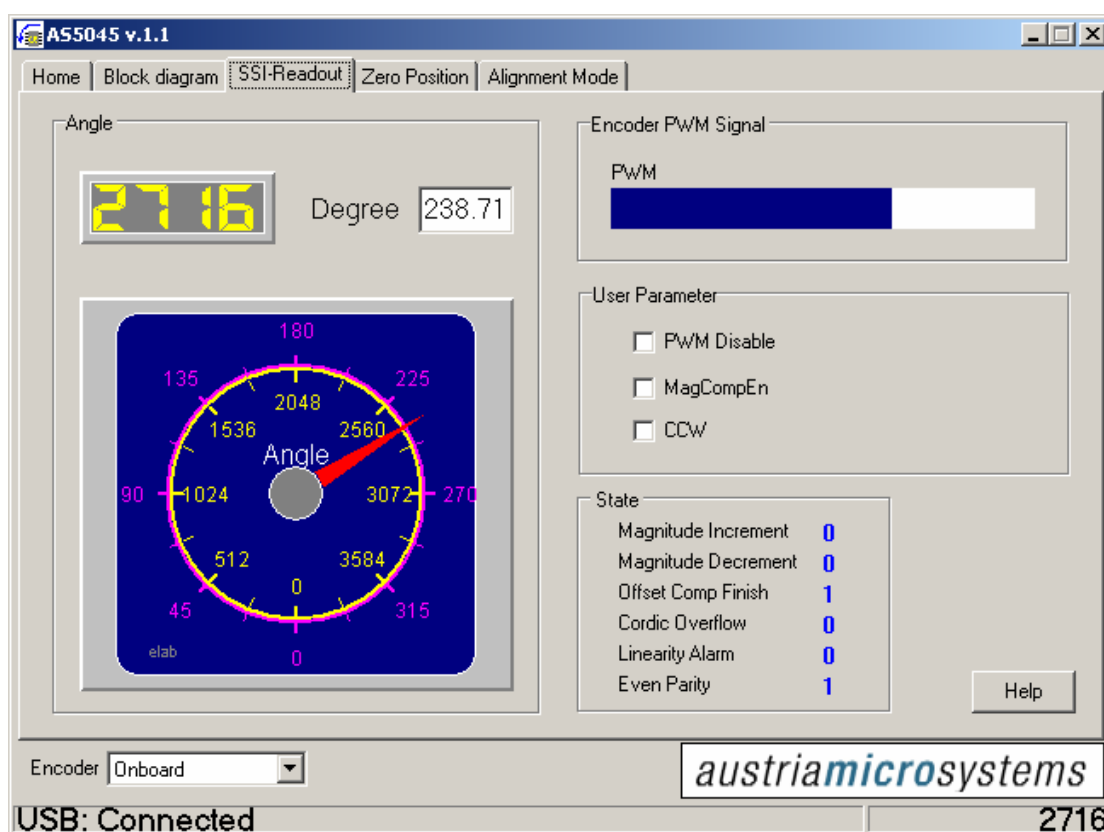 AS5045 v.1.1
Home Block diagram SSI-Readout Zero Position Alignment Mode
Angle
2716 Degree 238.71
180
135 225
2048
1536 2560
Angle
90 1024 3072 270
512 3584
0
45 315
elab 0
Encoder PWM Signal
PWM
User Parameter
PWM Disable
MagCompEn
CCW
State
Magnitude Increment 0
Magnitude Decrement 0
Offset Comp Finish 1
Cordic Overflow 0
Linearity Alarm 0
Even Parity 1
Help
Encoder Onboard
austriamicrosystems
USB: Connected 2716